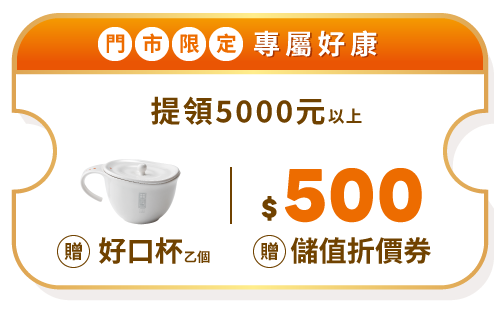 門市限定 專屬好康
提領5000元以上
贈 好口杯乙個
$500
贈 儲值折價券